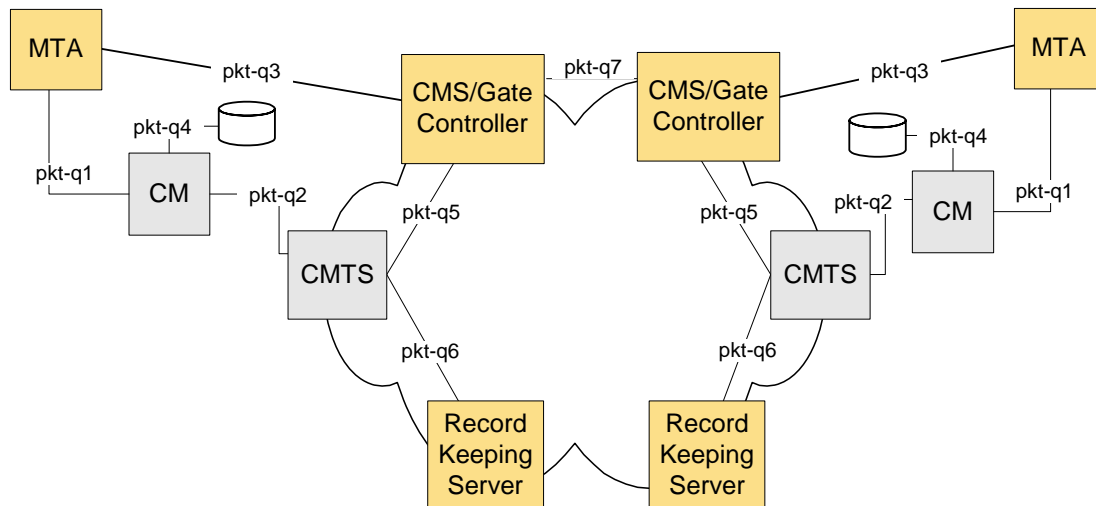 MTA
MTA
pkt-q3
pkt-q7
pkt-q3
CMS/Gate
Controller
CMS/Gate
Controller
pkt-q4
pkt-q4
pkt-q1
CM
pkt-q2
pkt-q2
CM
pkt-q1
pkt-q5
pkt-q5
CMTS
CMTS
pkt-q6
pkt-q6
Record
Keeping
Server
Record
Keeping
Server